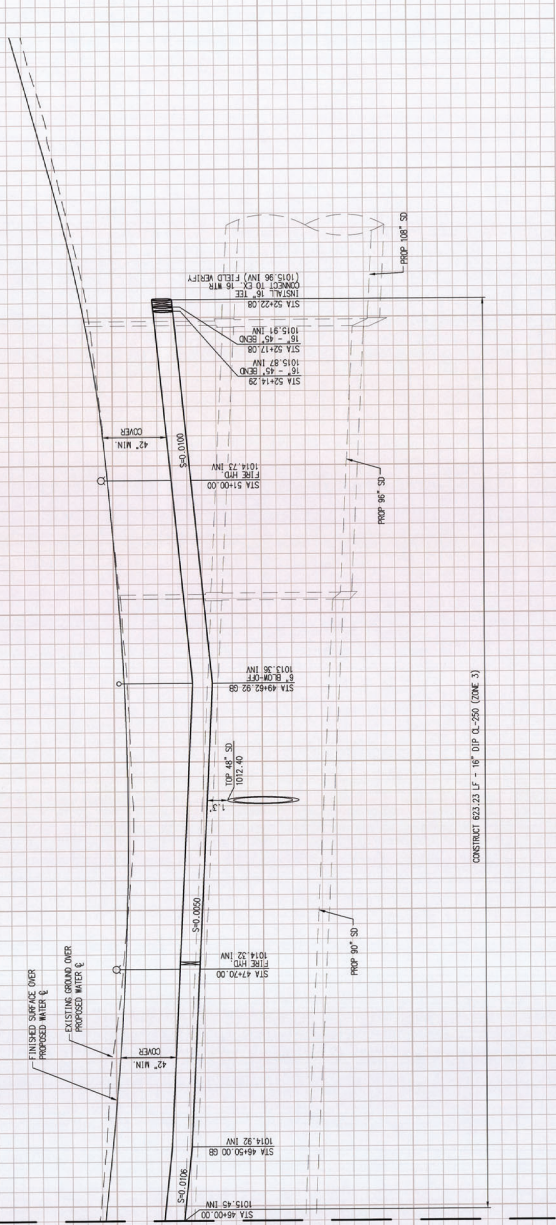 FINISHED SURFACE OVER
PROPOSED WATER ℄
EXISTING GROUND OVER
PROPOSED WATER ℄
STA 46+00.00
1015.45 INV
S=0.0106
STA 46+50.00 GB
1014.92 INV
42" MIN.
COVER
STA 47+70.00
FIRE HYD.
1014.32 INV
S=0.0050
1.3'
TOP 48" SD
1012.40
STA 49+62.92 GB
6" BLOW-OFF
1013.36 INV
STA 51+00.00
FIRE HYD.
1014.73 INV
S=0.0100
42" MIN.
COVER
STA 52+14.29
16" - 45° BEND
1015.87 INV
STA 52+17.08
16" - 45° BEND
1015.91 INV
STA 52+22.08
INSTALL 16" TEE
CONNECT TO EX. 16 WTR
(1015.96 INV) FIELD VERIFY
PROP 90" SD
PROP 96" SD
PROP 108" SD
CONSTRUCT 623.23 LF - 16" DIP CL-250 (ZONE 3)